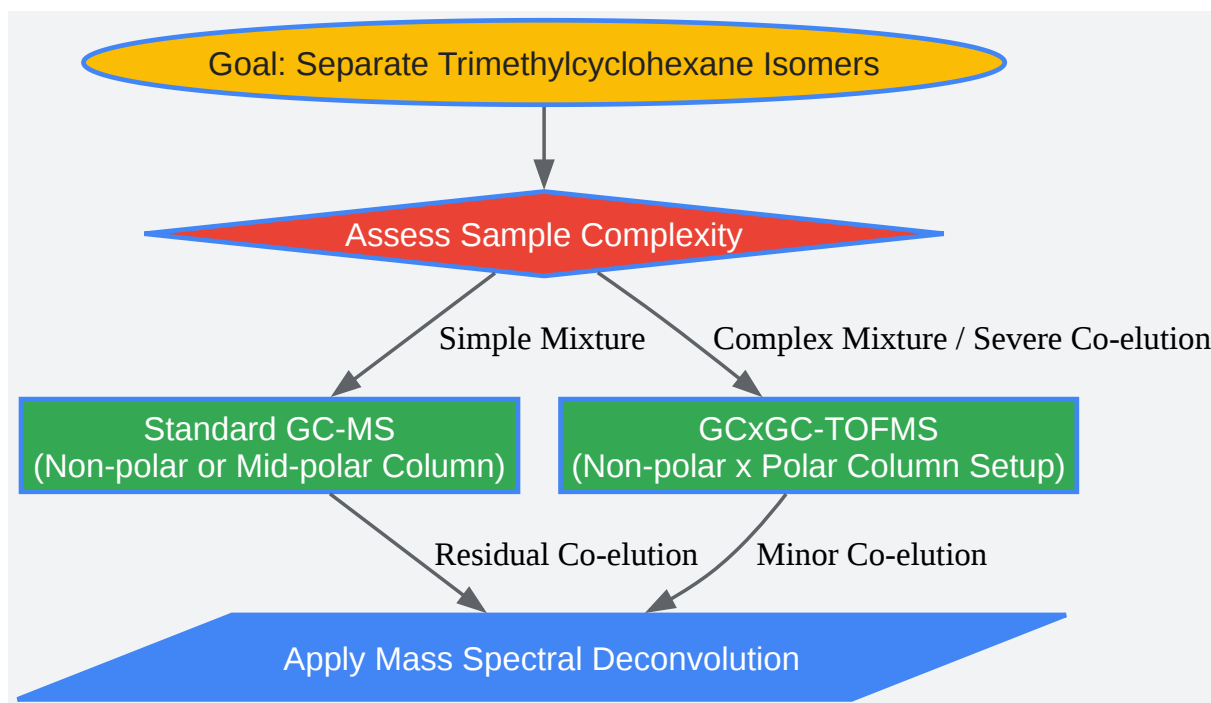 Goal: Separate Trimethylcyclohexane Isomers
Assess Sample Complexity
Simple Mixture
Complex Mixture / Severe Co-elution
Standard GC-MS
(Non-polar or Mid-polar Column)
GCxGC-TOFMS
(Non-polar x Polar Column Setup)
Residual Co-elution
Minor Co-elution
Apply Mass Spectral Deconvolution